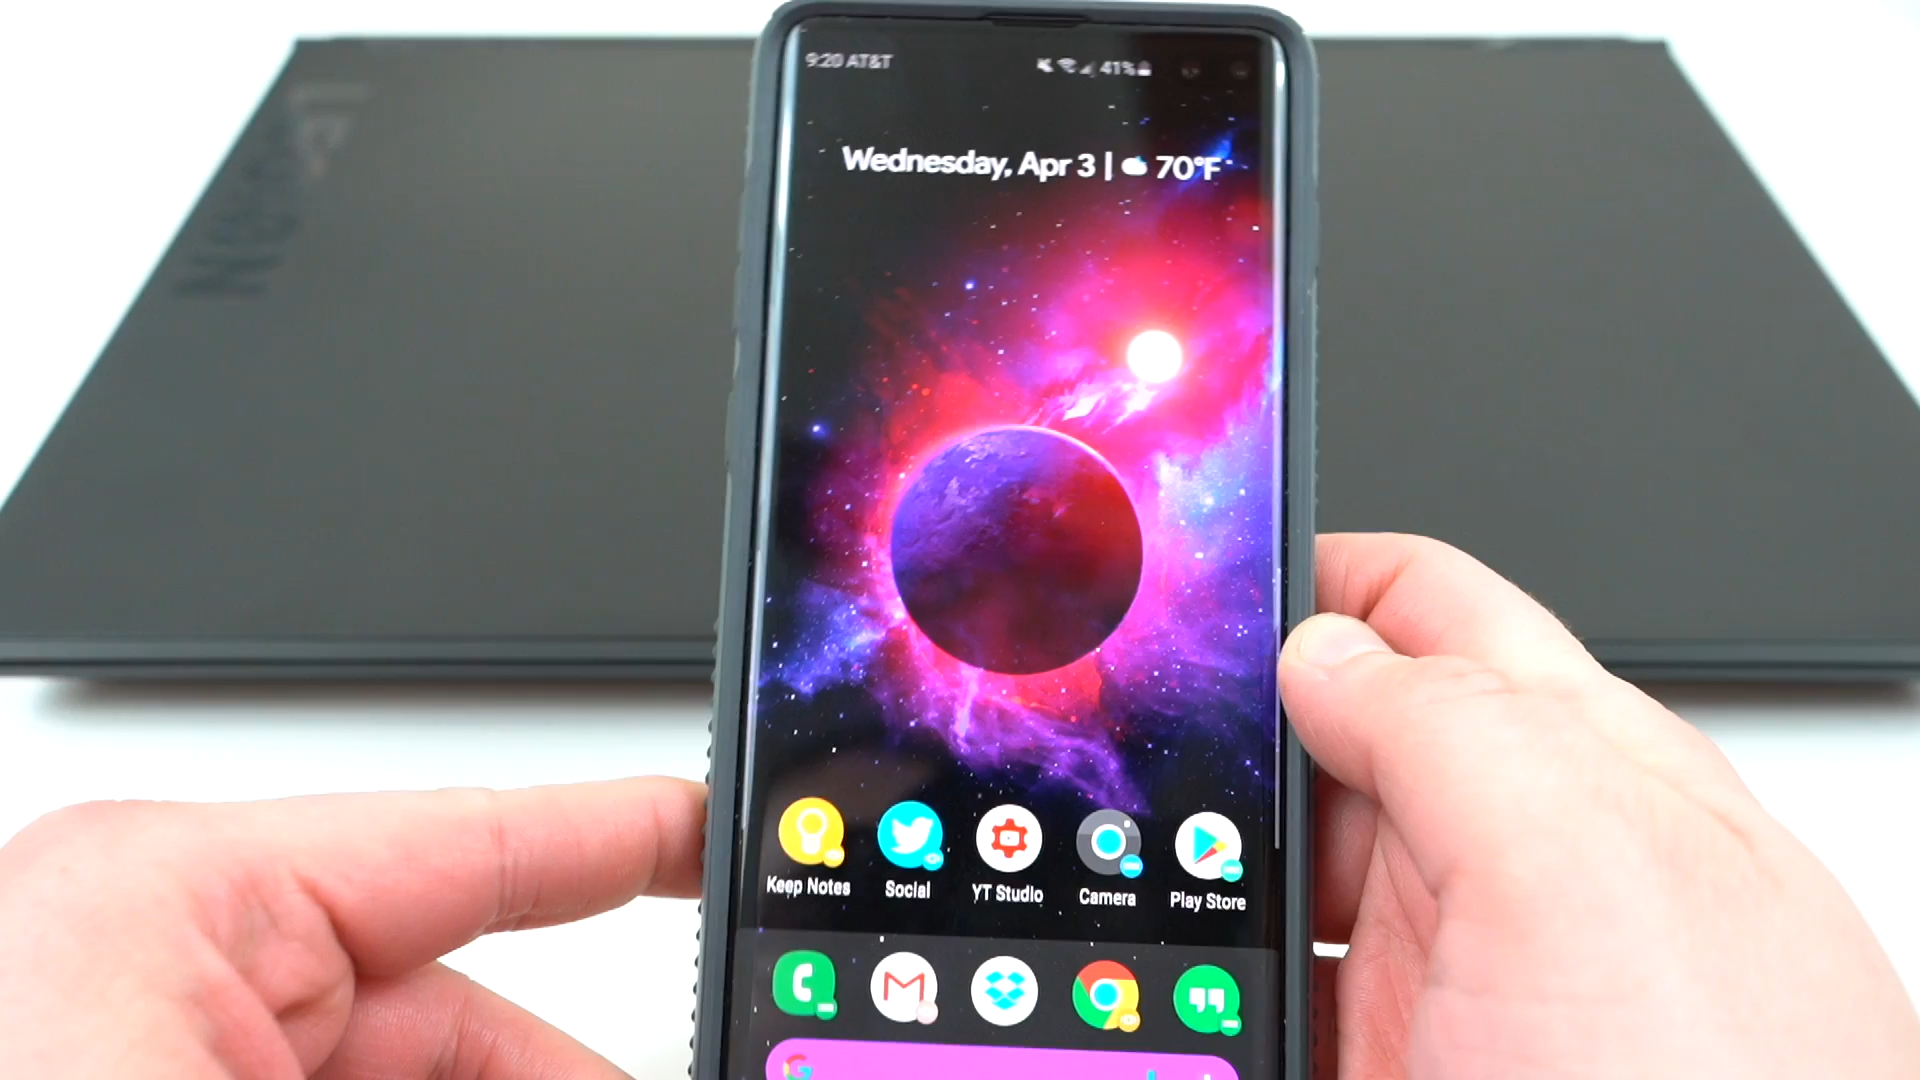 9:20 AT&T 41%
Wednesday, Apr 3 | 70°F
Keep Notes Social YT Studio Camera Play Store